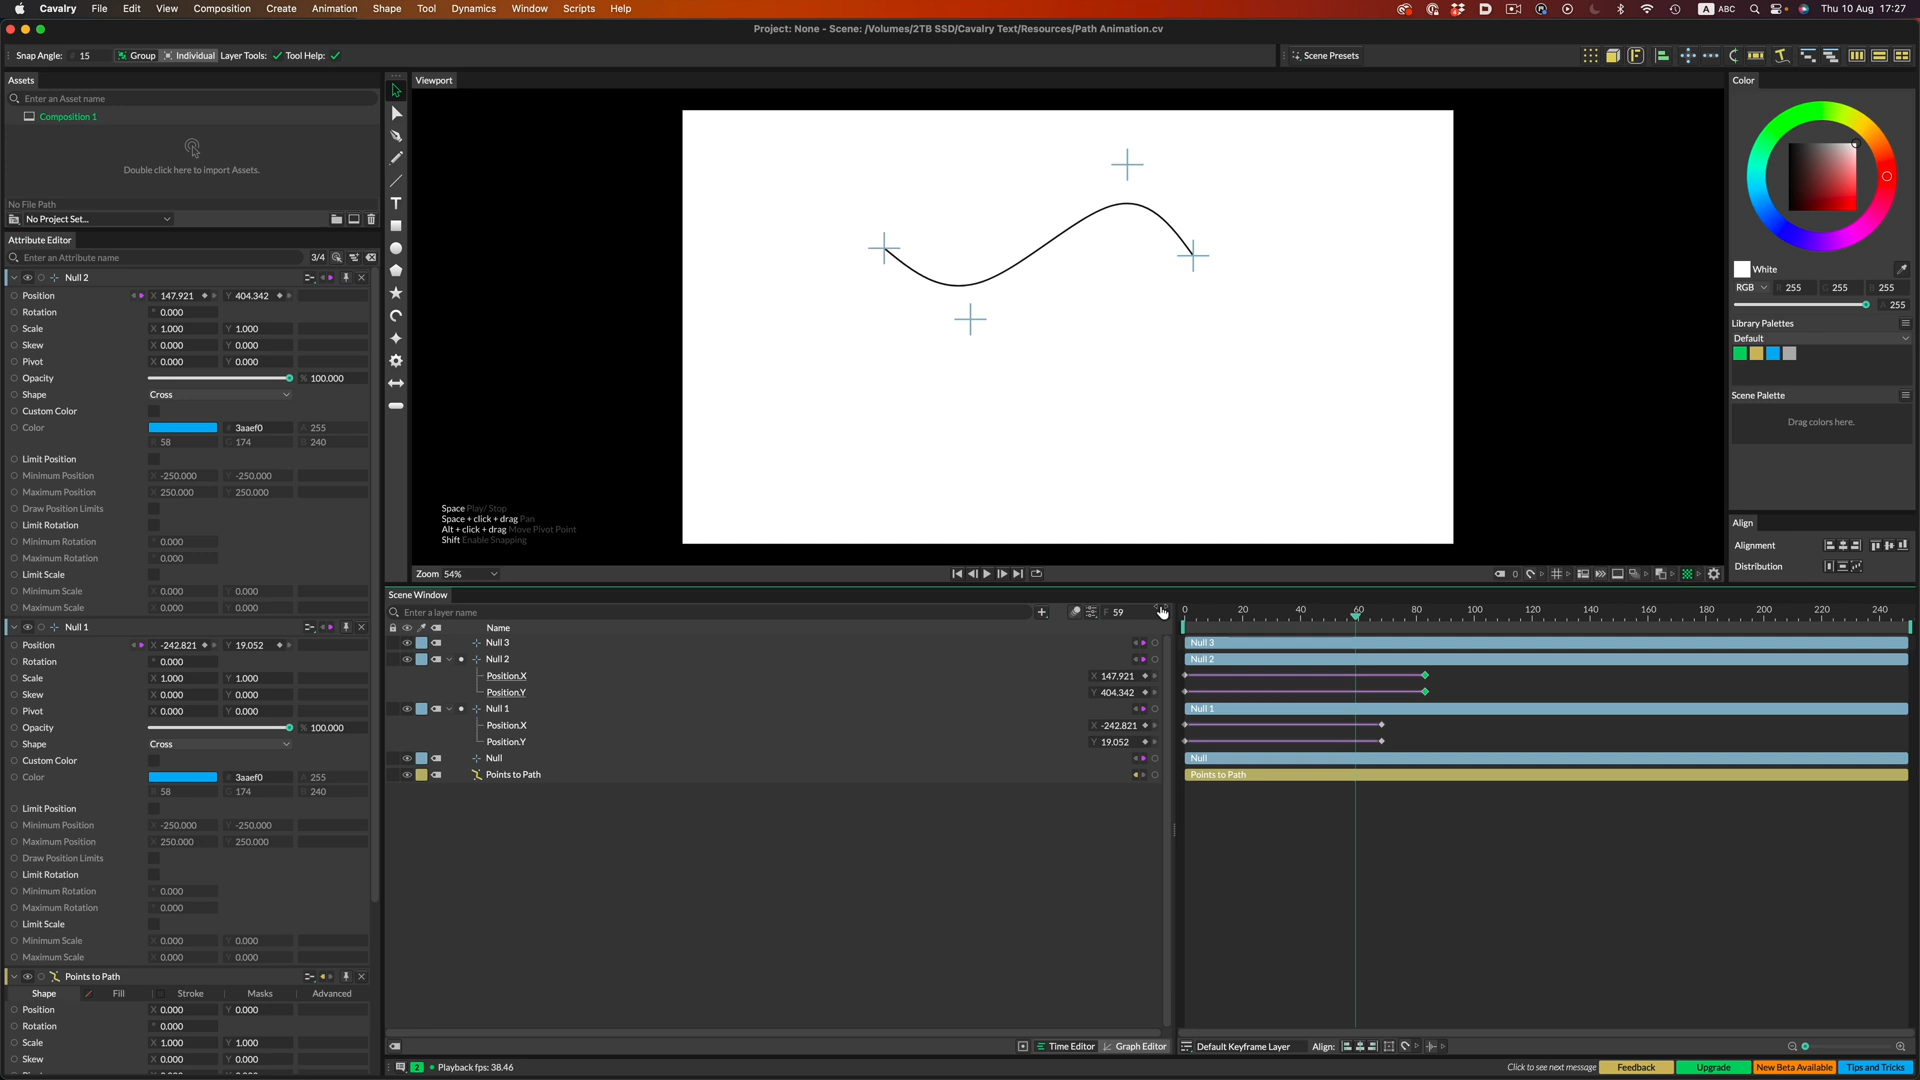 Cavalry File Edit View Composition Create Animation Shape Tool Dynamics Window Scripts Help ABC Thu 10 Aug 17:27
Project: None - Scene: /Volumes/2TB SSD/Cavalry Text/Resources/Path Animation.cv
Snap Angle: 15 Group Individual Layer Tools: Tool Help: Scene Presets
Assets
Enter an Asset name
Composition 1
Double click here to import Assets.
No File Path
No Project Set...
Attribute Editor
Enter an Attribute name 3/4
Null 2
Position X 147.921 Y 404.342
Rotation ° 0.000
Scale X 1.000 Y 1.000
Skew X 0.000 Y 0.000
Pivot X 0.000 Y 0.000
Opacity % 100.000
Shape Cross
Custom Color
Color # 3aaef0 A 255
R 58 G 174 B 240
Limit Position
Minimum Position X -250.000 Y -250.000
Maximum Position X 250.000 Y 250.000
Draw Position Limits
Limit Rotation
Minimum Rotation ° 0.000
Maximum Rotation ° 0.000
Limit Scale
Minimum Scale X 0.000 Y 0.000
Maximum Scale X 0.000 Y 0.000
Null 1
Position X -242.821 Y 19.052
Rotation ° 0.000
Scale X 1.000 Y 1.000
Skew X 0.000 Y 0.000
Pivot X 0.000 Y 0.000
Opacity % 100.000
Shape Cross
Custom Color
Color # 3aaef0 A 255
R 58 G 174 B 240
Limit Position
Minimum Position X -250.000 Y -250.000
Maximum Position X 250.000 Y 250.000
Draw Position Limits
Limit Rotation
Minimum Rotation ° 0.000
Maximum Rotation ° 0.000
Limit Scale
Minimum Scale X 0.000 Y 0.000
Maximum Scale X 0.000 Y 0.000
Points to Path
Shape Fill Stroke Masks Advanced
Position X 0.000 Y 0.000
Rotation ° 0.000
Scale X 1.000 Y 1.000
Skew X 0.000 Y 0.000
Viewport
Space Play/ Stop
Space + click + drag Pan
Alt + click + drag Move Pivot Point
Shift Enable Snapping
Zoom 54% 0
Color
White
RGB R 255 G 255 B 255
A 255
Library Palettes
Default
Scene Palette
Drag colors here.
Align
Alignment
Distribution
Scene Window
Enter a layer name F 59 0 20 40 60 80 100 120 140 160 180 200 220 240
Name
Null 3 Null 3
Null 2 Null 2
Position.X X 147.921
Position.Y Y 404.342
Null 1 Null 1
Position.X X -242.821
Position.Y Y 19.052
Null Null
Points to Path Points to Path
Time Editor Graph Editor Default Keyframe Layer Align:
2 Playback fps: 38.46 Click to see next message Feedback Upgrade New Beta Available Tips and Tricks